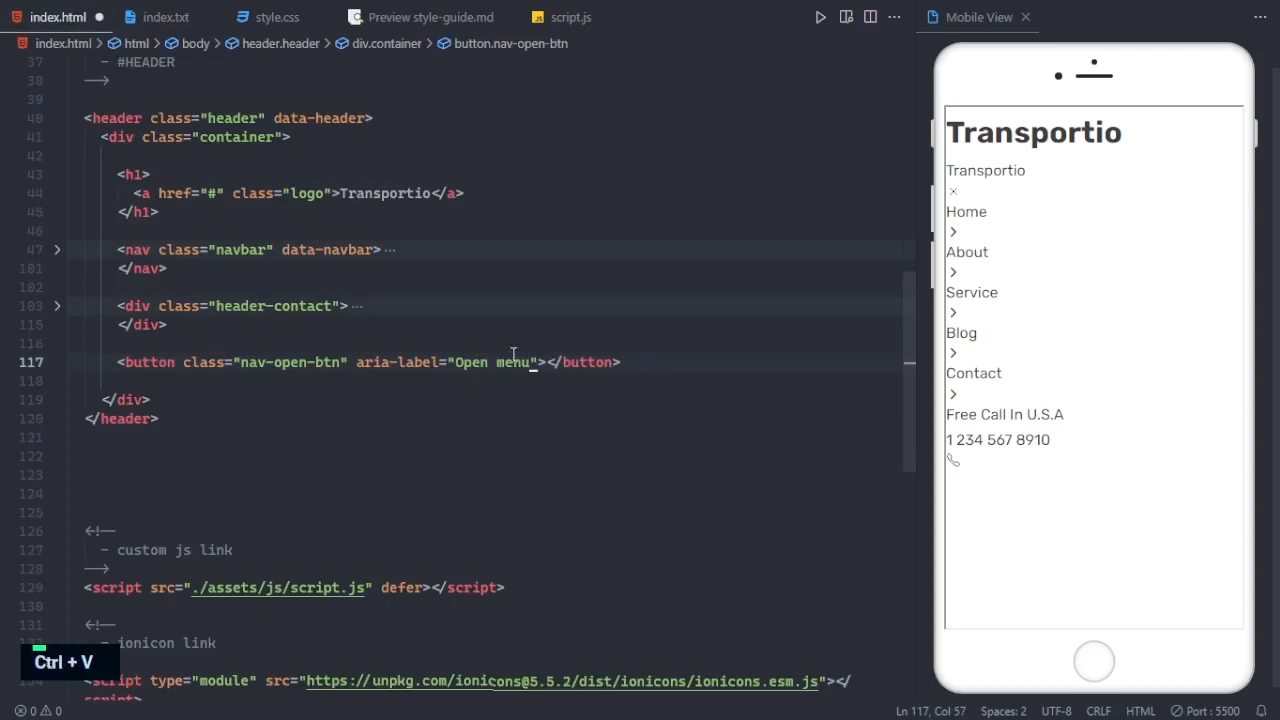 index.html
index.txt
style.css
Preview style-guide.md
script.js
Mobile View
index.html > html > body > header.header > div.container > button.nav-open-btn
37 - #HEADER
38 -->
39
40 <header class="header" data-header>
41 <div class="container">
42
43 <h1>
44 <a href="#" class="logo">Transportio</a>
45 </h1>
46
47 <nav class="navbar" data-navbar> ...
101 </nav>
102
103 <div class="header-contact"> ...
115 </div>
116
117 <button class="nav-open-btn" aria-label="Open menu"></button>
118
119 </div>
120 </header>
121
122
123
124
125
126 <!--
127 - custom js link
128 -->
129 <script src="./assets/js/script.js" defer></script>
130
131 <!--
- ionicon link
<script type="module" src="https://unpkg.com/ionicons@5.5.2/dist/ionicons/ionicons.esm.js"></
Ctrl + V
Transportio
Transportio
Home
About
Service
Blog
Contact
Free Call In U.S.A
1 234 567 8910
0 0
Ln 117, Col 57 Spaces: 2 UTF-8 CRLF HTML Port : 5500